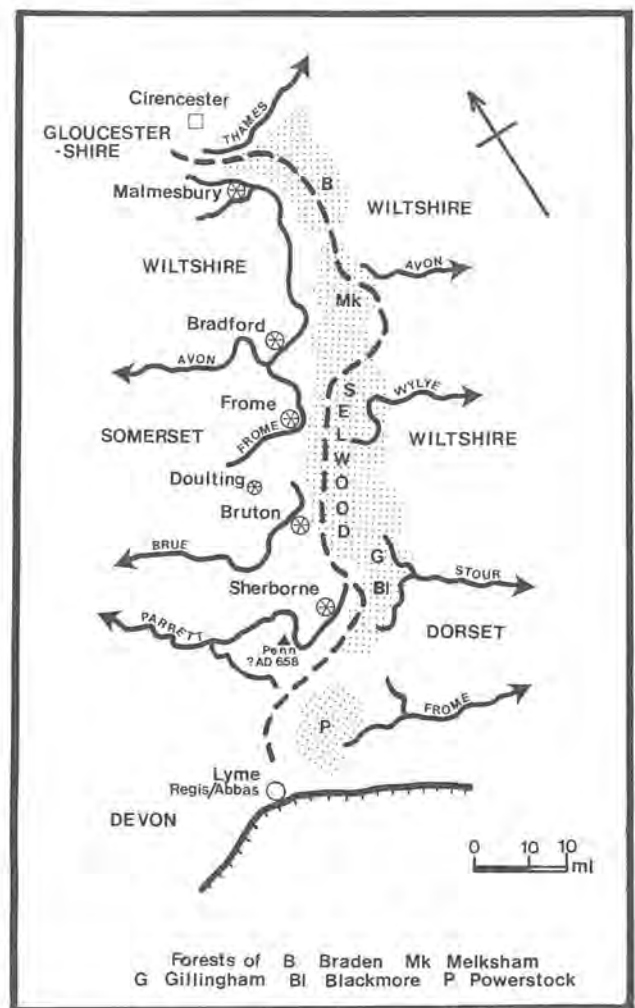 Cirencester
THAMES
GLOUCESTER
-SHIRE
B
Malmesbury
WILTSHIRE
WILTSHIRE
AVON
Mk
Bradford
AVON
SELWOOD
WYLYE
Frome
FROME
SOMERSET
WILTSHIRE
Doulting
Bruton
BRUE
G
STOUR
Bl
Sherborne
PARRETT
DORSET
Penn
?AD 658
FROME
P
Lyme
Regis/Abbas
DEVON
0 10 10
ml
Forests of B Braden Mk Melksham
G Gillingham Bl Blackmore P Powerstock